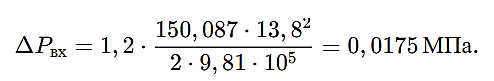 ΔP_вх = 1,2 · (150,087 · 13,8²) / (2 · 9,81 · 10⁵) = 0,0175 МПа.